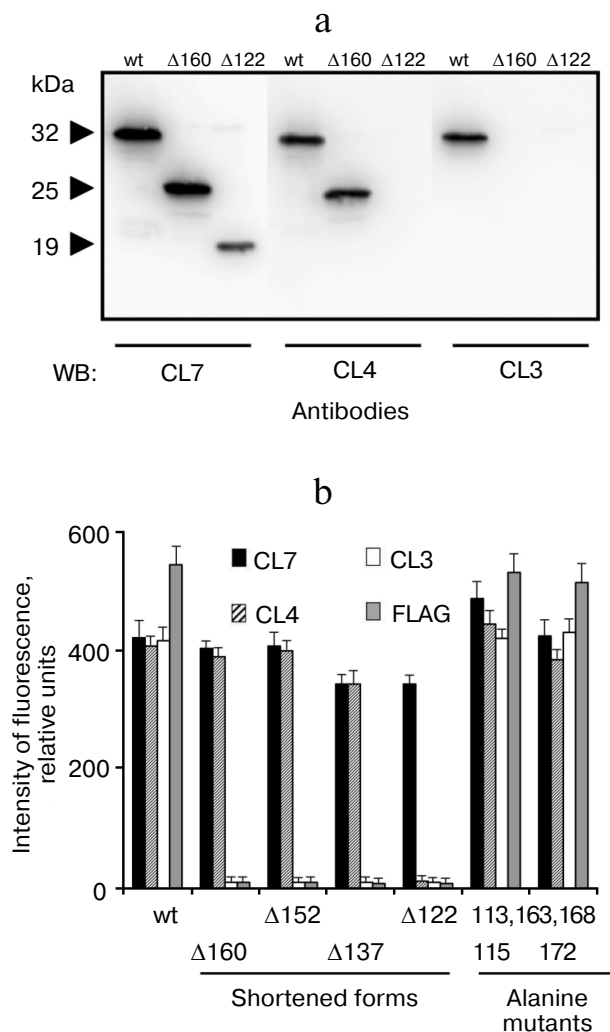 a
wt Δ160 Δ122 wt Δ160 Δ122 wt Δ160 Δ122
kDa
32
25
19
WB: CL7 CL4 CL3
Antibodies
b
Intensity of fluorescence,
relative units
600
400
200
0
CL7 CL3
CL4 FLAG
wt Δ152 Δ122 113,163,168
Δ160 Δ137 115 172
Shortened forms Alanine
mutants